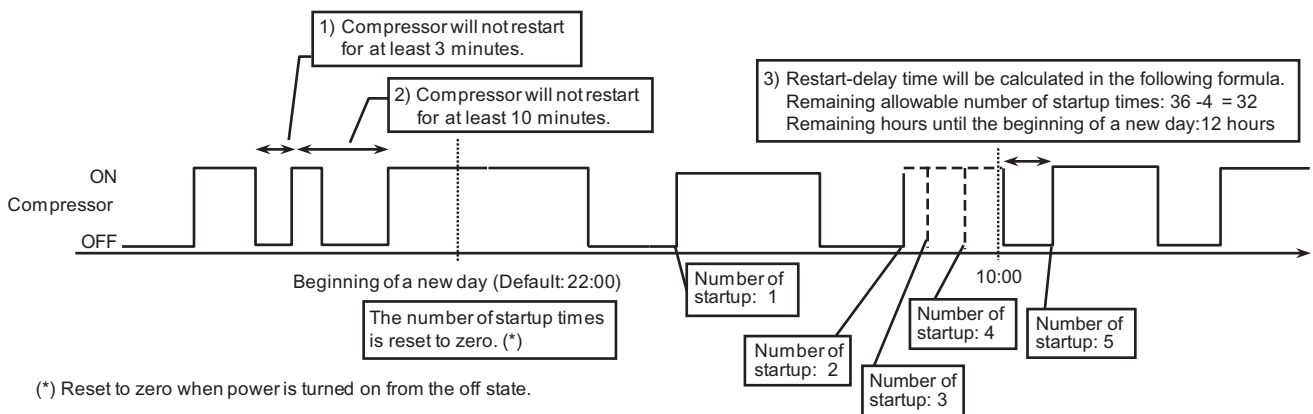 1) Compressor will not restart
for at least 3 minutes.
2) Compressor will not restart
for at least 10 minutes.
3) Restart-delay time will be calculated in the following formula.
Remaining allowable number of startup times: 36 -4 = 32
Remaining hours until the beginning of a new day:12 hours
ON
Compressor
OFF
Beginning of a new day (Default: 22:00)
The number of startup times
is reset to zero. (*)
Number of
startup: 1
Number of
startup: 2
Number of
startup: 3
Number of
startup: 4
10:00
Number of
startup: 5
(*) Reset to zero when power is turned on from the off state.